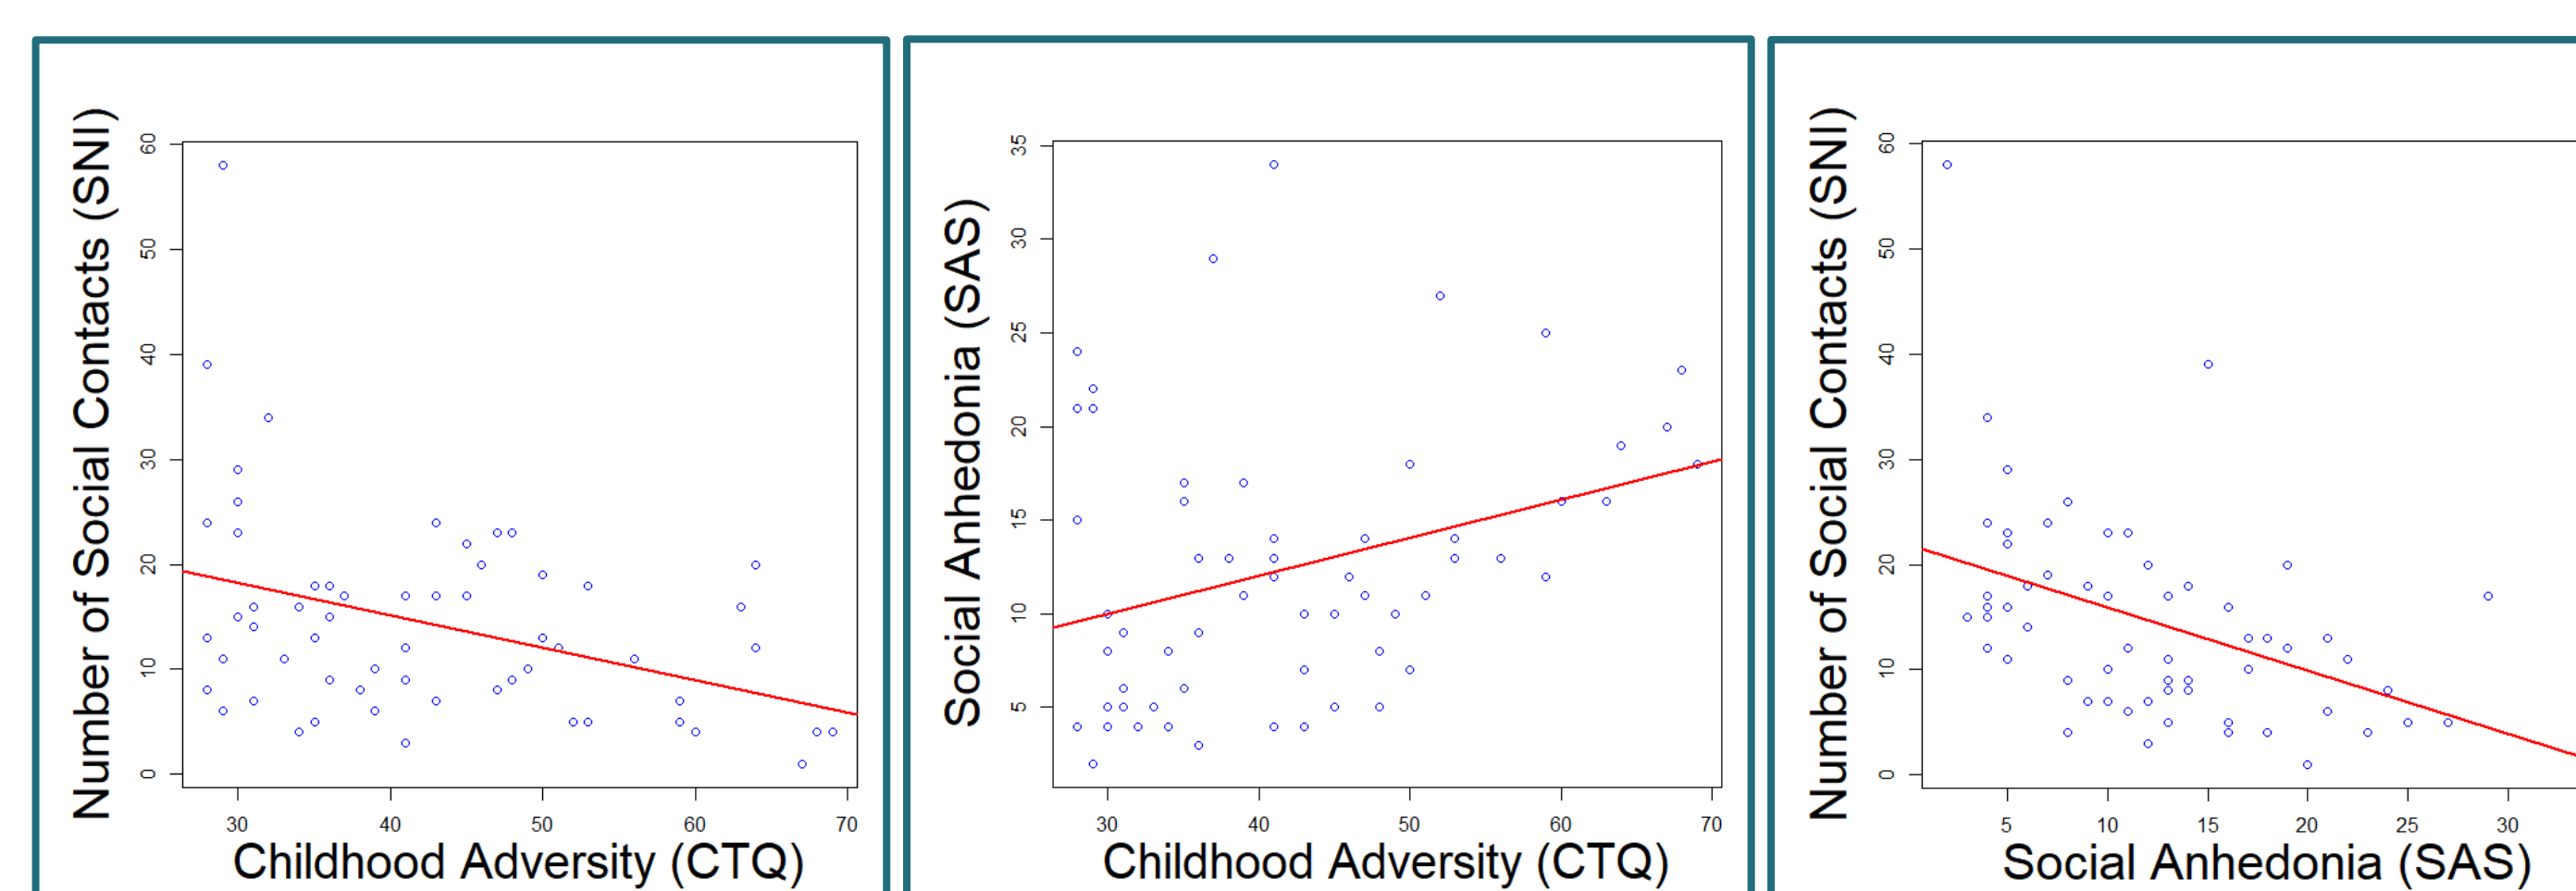 Number of Social Contacts (SNI)
60
50
40
30
20
10
0
30 40 50 60 70
Childhood Adversity (CTQ)
Social Anhedonia (SAS)
35
30
25
20
15
10
5
30 40 50 60 70
Childhood Adversity (CTQ)
Number of Social Contacts (SNI)
60
50
40
30
20
10
0
5 10 15 20 25 30
Social Anhedonia (SAS)